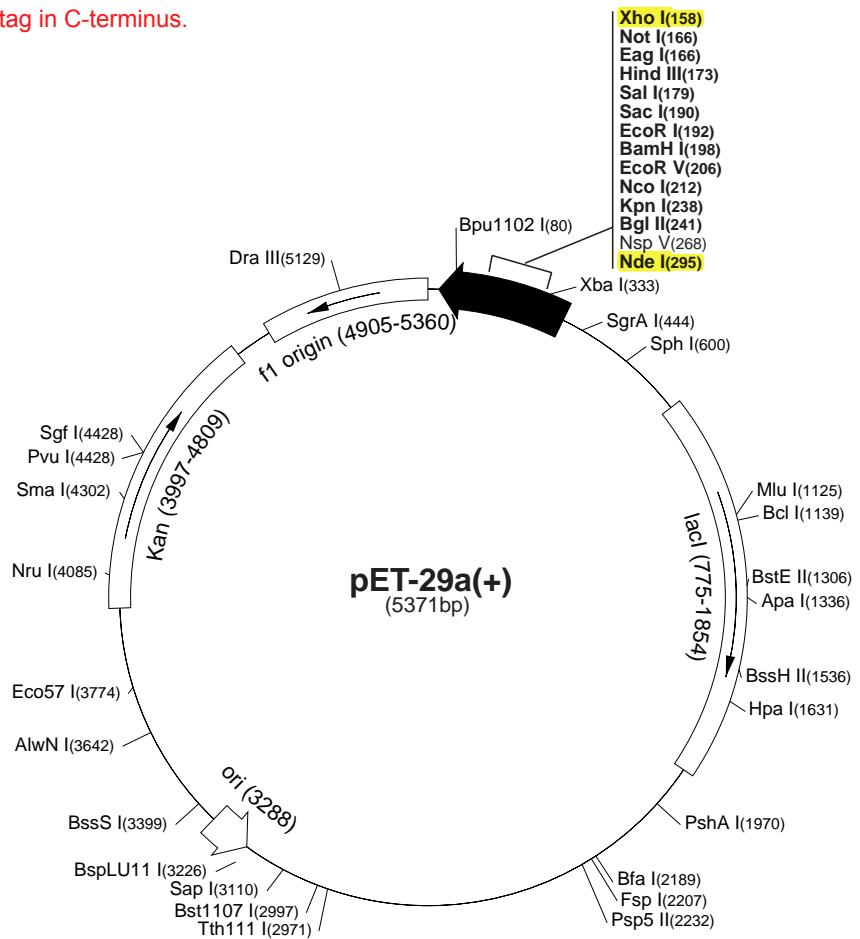 tag in C-terminus.
Xho I(158)
Not I(166)
Eag I(166)
Hind III(173)
Sal I(179)
Sac I(190)
EcoR I(192)
BamH I(198)
EcoR V(206)
Nco I(212)
Kpn I(238)
Bgl II(241)
Nsp V(268)
Nde I(295)
Bpu1102 I(80)
Dra III(5129)
Xba I(333)
SgrA I(444)
Sph I(600)
f1 origin (4905-5360)
Sgf I(4428)
Pvu I(4428)
Sma I(4302)
Kan (3997-4809)
Nru I(4085)
Mlu I(1125)
Bcl I(1139)
lacI (775-1854)
BstE II(1306)
Apa I(1336)
pET-29a(+)
(5371bp)
BssH II(1536)
Hpa I(1631)
Eco57 I(3774)
AlwN I(3642)
ori (3288)
BssS I(3399)
PshA I(1970)
BspLU11 I(3226)
Sap I(3110)
Bst1107 I(2997)
Tth111 I(2971)
Bfa I(2189)
Fsp I(2207)
Psp5 II(2232)